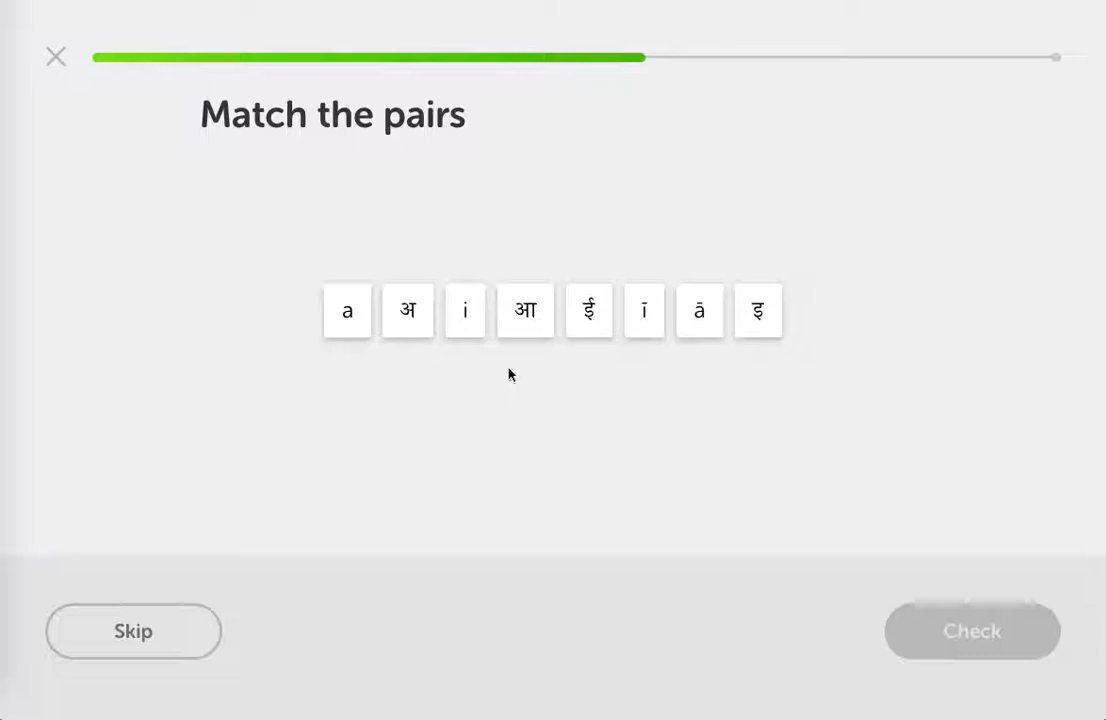 Match the pairs
a अ i आ ई ī ā इ
Skip Check